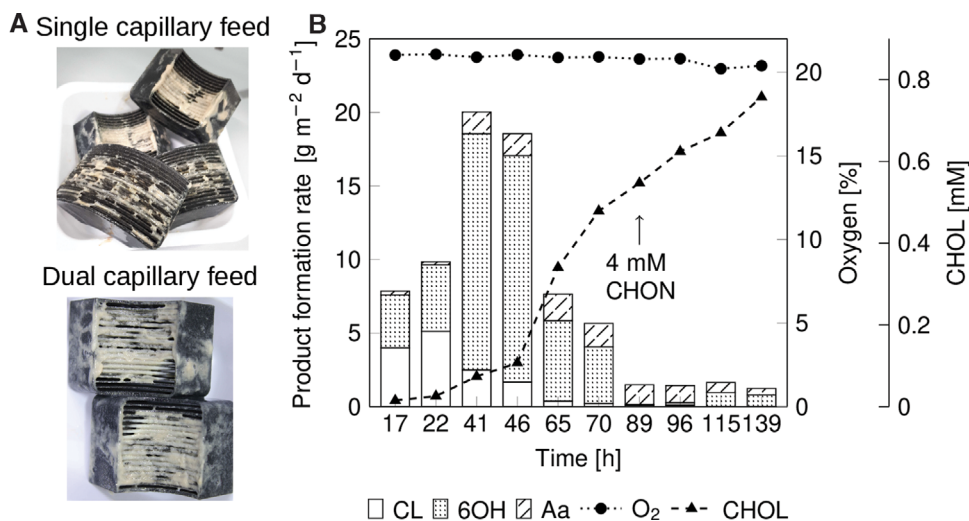 A Single capillary feed
Dual capillary feed
B
Product formation rate [g m⁻² d⁻¹]
25
20
15
10
5
0
17 22 41 46 65 70 89 96 115 139
Time [h]
4 mM
CHON
20
15
10
5
0
Oxygen [%]
0.8
0.6
0.4
0.2
0
CHOL [mM]
CL 6OH Aa O₂ CHOL